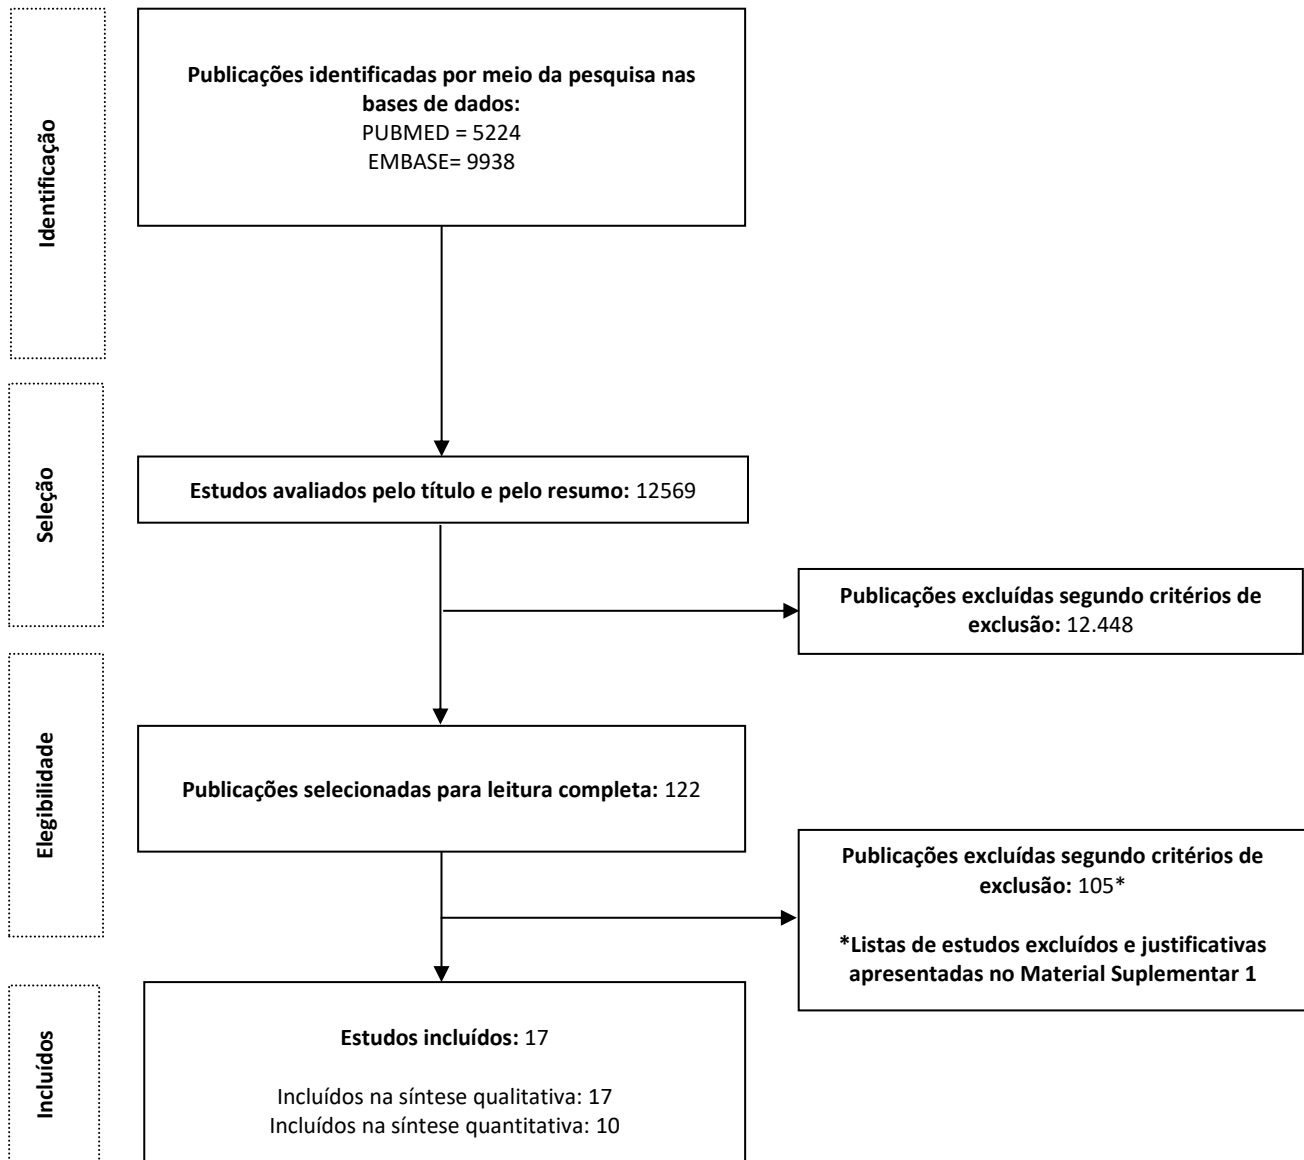 Identificação
Publicações identificadas por meio da pesquisa nas
bases de dados:
PUBMED = 5224
EMBASE= 9938
Seleção
Estudos avaliados pelo título e pelo resumo: 12569
Publicações excluídas segundo critérios de
exclusão: 12.448
Elegibilidade
Publicações selecionadas para leitura completa: 122
Publicações excluídas segundo critérios de
exclusão: 105*
*Listas de estudos excluídos e justificativas
apresentadas no Material Suplementar 1
Incluídos
Estudos incluídos: 17
Incluídos na síntese qualitativa: 17
Incluídos na síntese quantitativa: 10